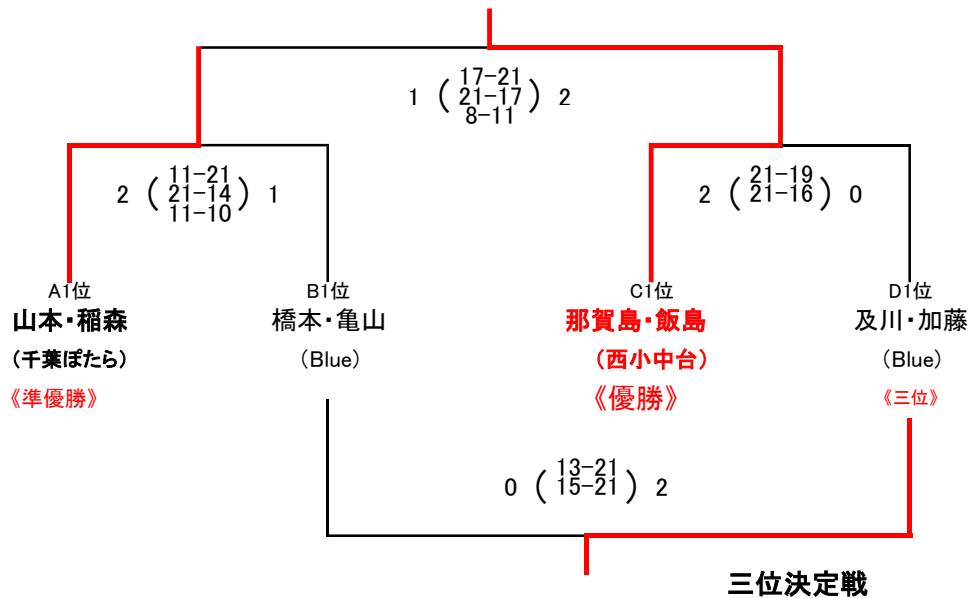 17-21
1 ( 21-17 ) 2
8-11
11-21
2 ( 21-14 ) 1
11-10
21-19
2 ( 21-16 ) 0
A1位
山本・稲森
(千葉ぽたら)
《準優勝》
B1位
橋本・亀山
(Blue)
C1位
那賀島・飯島
(西小中台)
《優勝》
D1位
及川・加藤
(Blue)
《三位》
13-21
0 ( 15-21 ) 2
三位決定戦